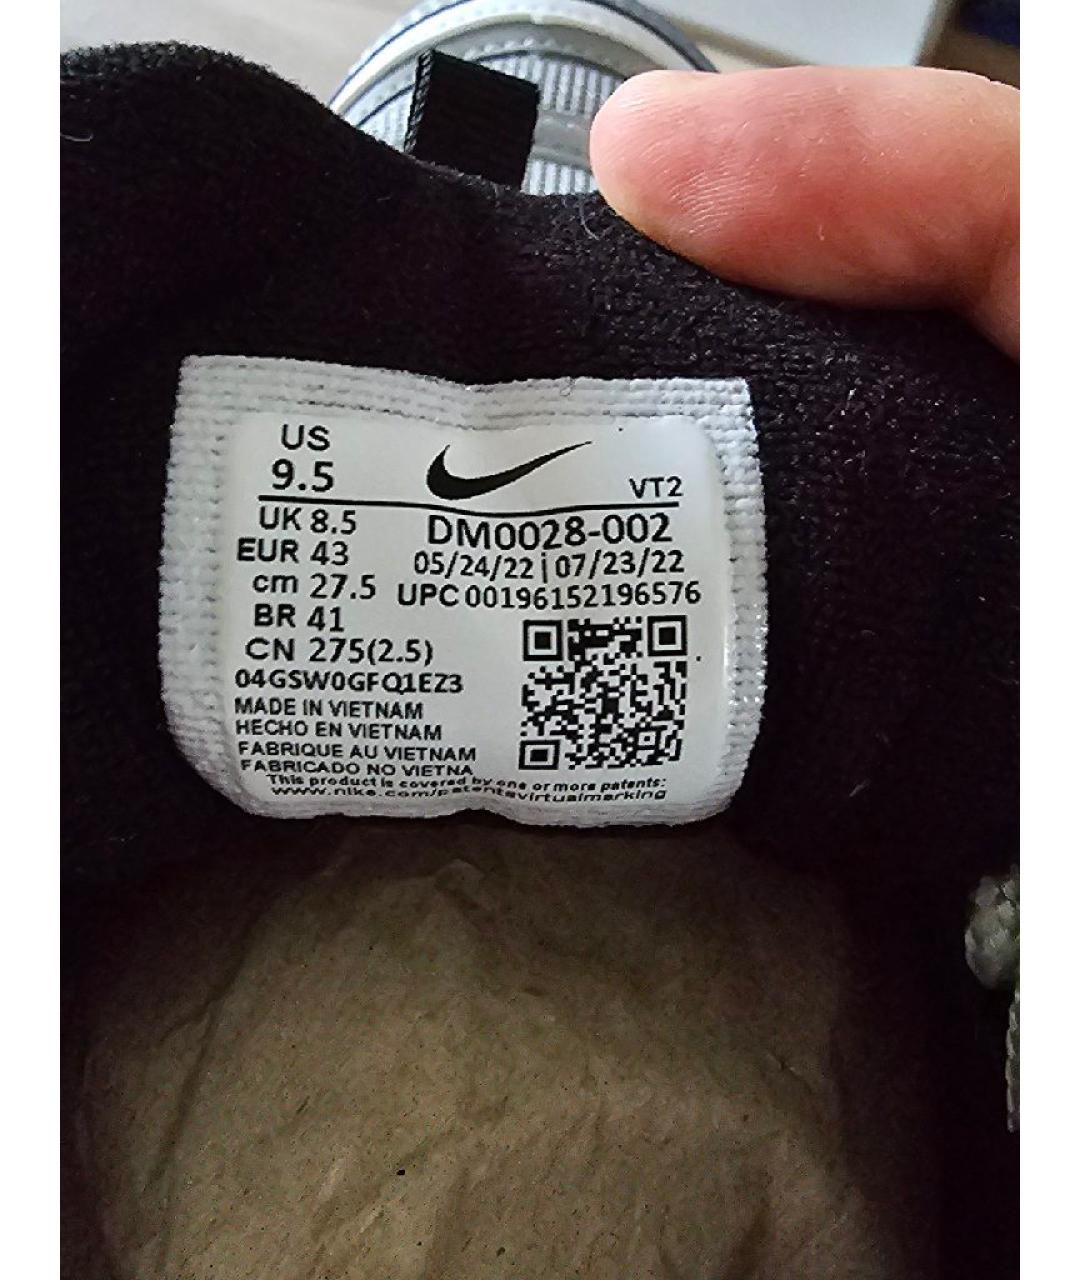 US
9.5
VT2
UK 8.5
DM0028-002
EUR 43
05/24/22 | 07/23/22
cm 27.5
UPC 00196152196576
BR 41
CN 275(2.5)
04GSW0GFQ1EZ3
MADE IN VIETNAM
HECHO EN VIETNAM
FABRIQUE AU VIETNAM
FABRICADO NO VIETNA
This product is covered by one or more patents:
www.nike.com/patentsvirtualmarking